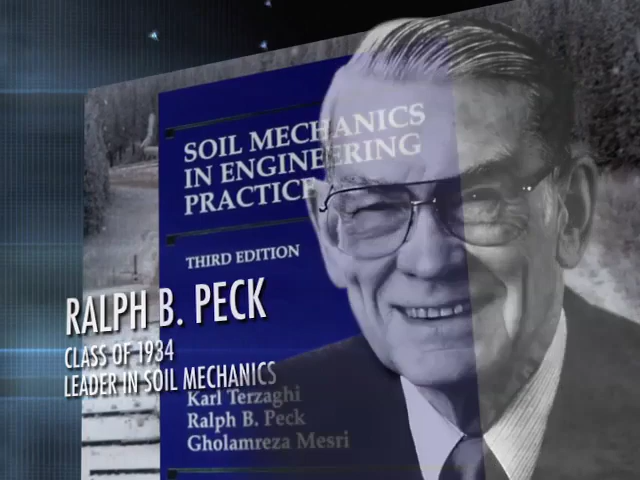 SOIL MECHANICS
IN ENGINEERING
PRACTICE
THIRD EDITION
RALPH B. PECK
CLASS OF 1934
LEADER IN SOIL MECHANICS
Karl Terzaghi
Ralph B. Peck
Gholamreza Mesri